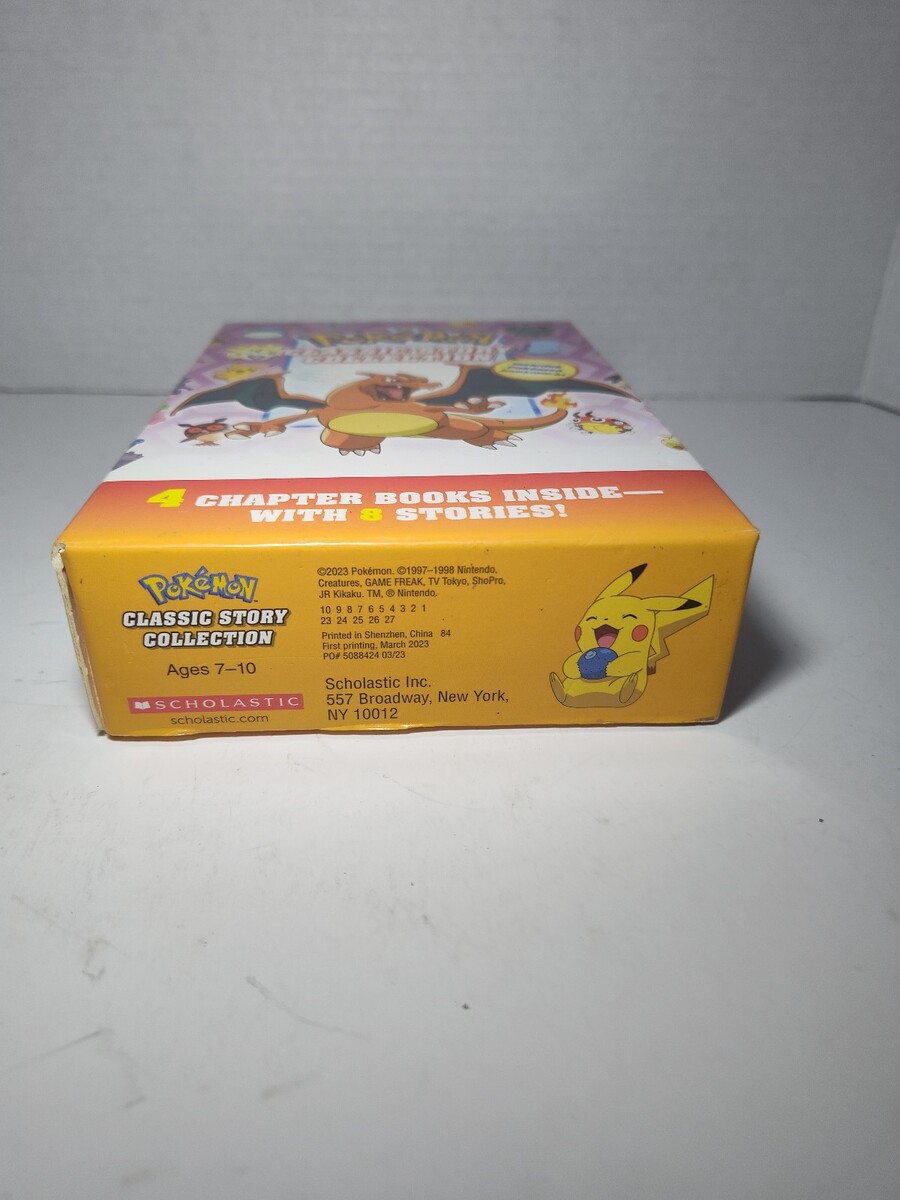 POKéMON
4 CHAPTER BOOKS INSIDE—
WITH 8 STORIES!
POKéMON
CLASSIC STORY
COLLECTION
Ages 7–10
SCHOLASTIC
scholastic.com
©2023 Pokémon. ©1997–1998 Nintendo,
Creatures, GAME FREAK, TV Tokyo, ShoPro,
JR Kikaku. TM, ® Nintendo.
10 9 8 7 6 5 4 3 2 1
23 24 25 26 27
Printed in Shenzhen, China 84
First printing, March 2023
PO# 5088424 03/23
Scholastic Inc.
557 Broadway, New York,
NY 10012